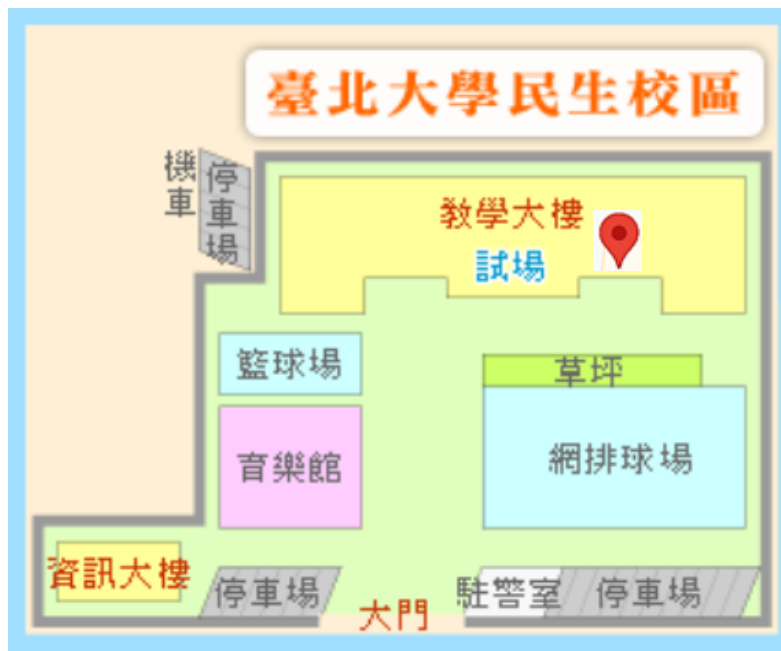 臺北大學民生校區
機車
停車場
教學大樓
試場
籃球場
草坪
育樂館
網排球場
資訊大樓
停車場
駐警室
停車場
大門